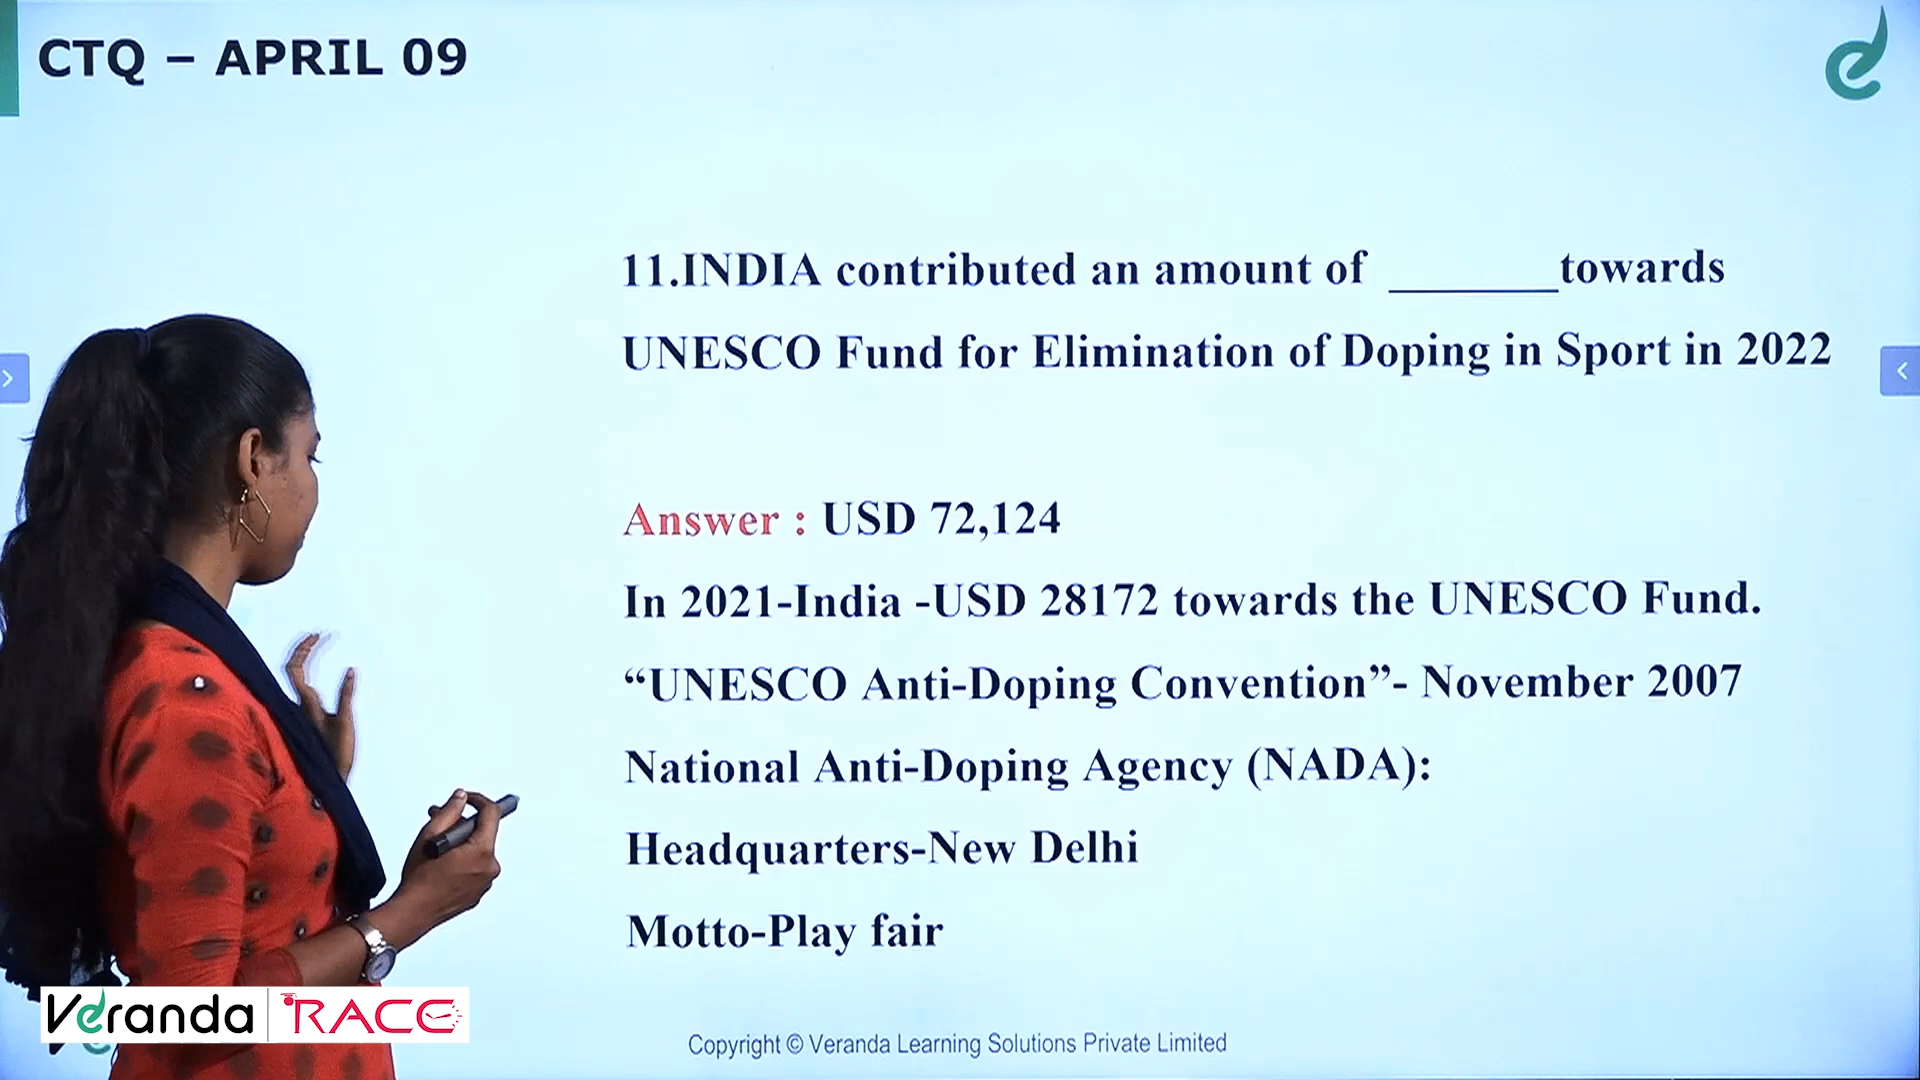 CTQ – APRIL 09
11.INDIA contributed an amount of _______towards
UNESCO Fund for Elimination of Doping in Sport in 2022
Answer : USD 72,124
In 2021-India -USD 28172 towards the UNESCO Fund.
“UNESCO Anti-Doping Convention”- November 2007
National Anti-Doping Agency (NADA):
Headquarters-New Delhi
Motto-Play fair
Veranda RACE
Copyright © Veranda Learning Solutions Private Limited